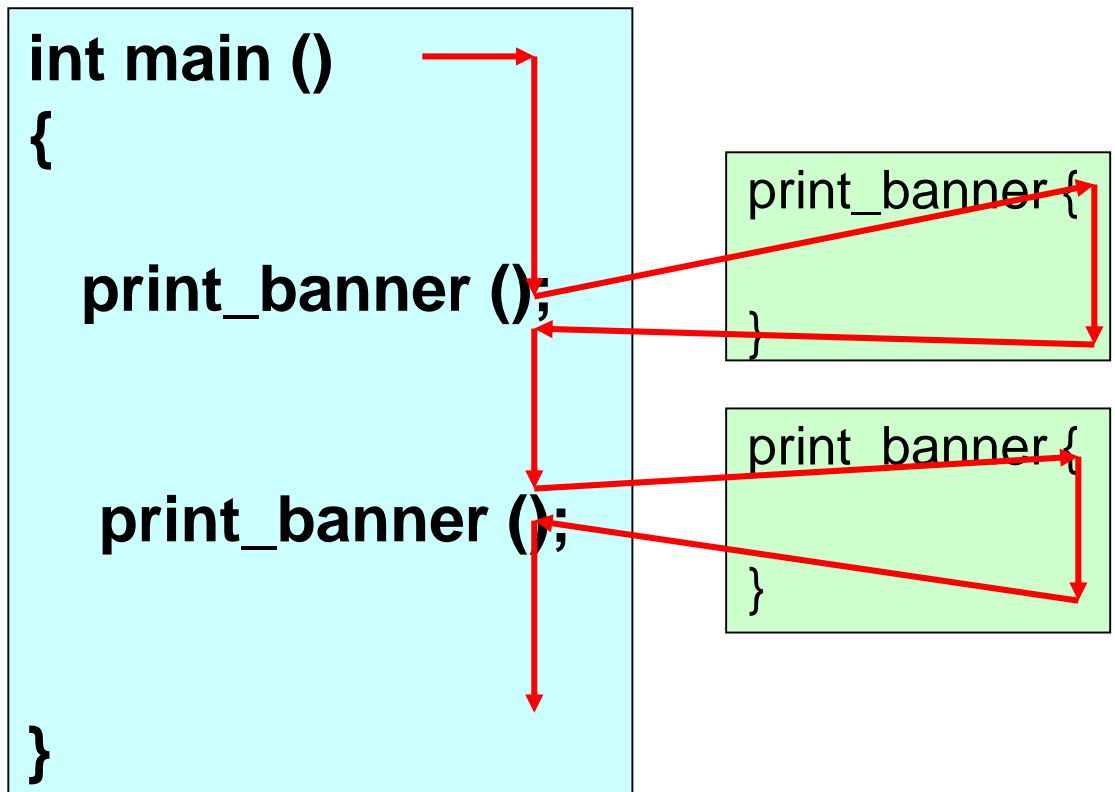 int main ()
{
print_banner ();
print_banner ();
}
print_banner {
}
print_banner {
}